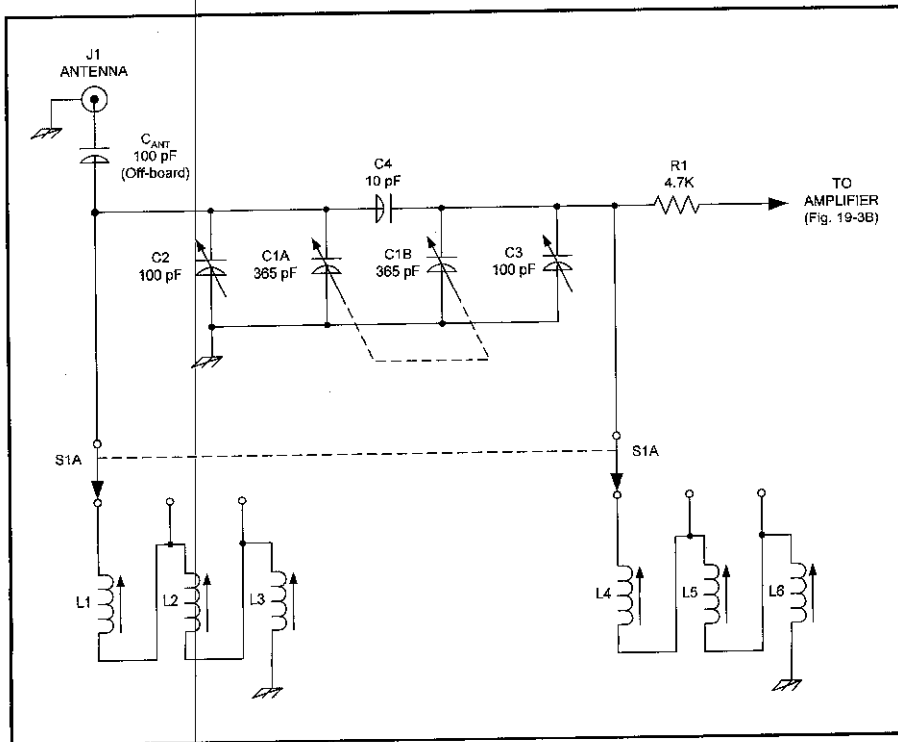 J1
ANTENNA
C_ANT
100 pF
(Off-board)
C4
10 pF
R1
4.7K
TO
AMPLIFIER
(Fig. 19-3B)
C2
100 pF
C1A
365 pF
C1B
365 pF
C3
100 pF
S1A
S1A
L1
L2
L3
L4
L5
L6